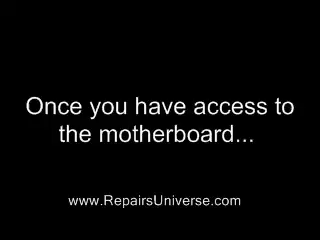 Once you have access to
the motherboard...
www.RepairsUniverse.com